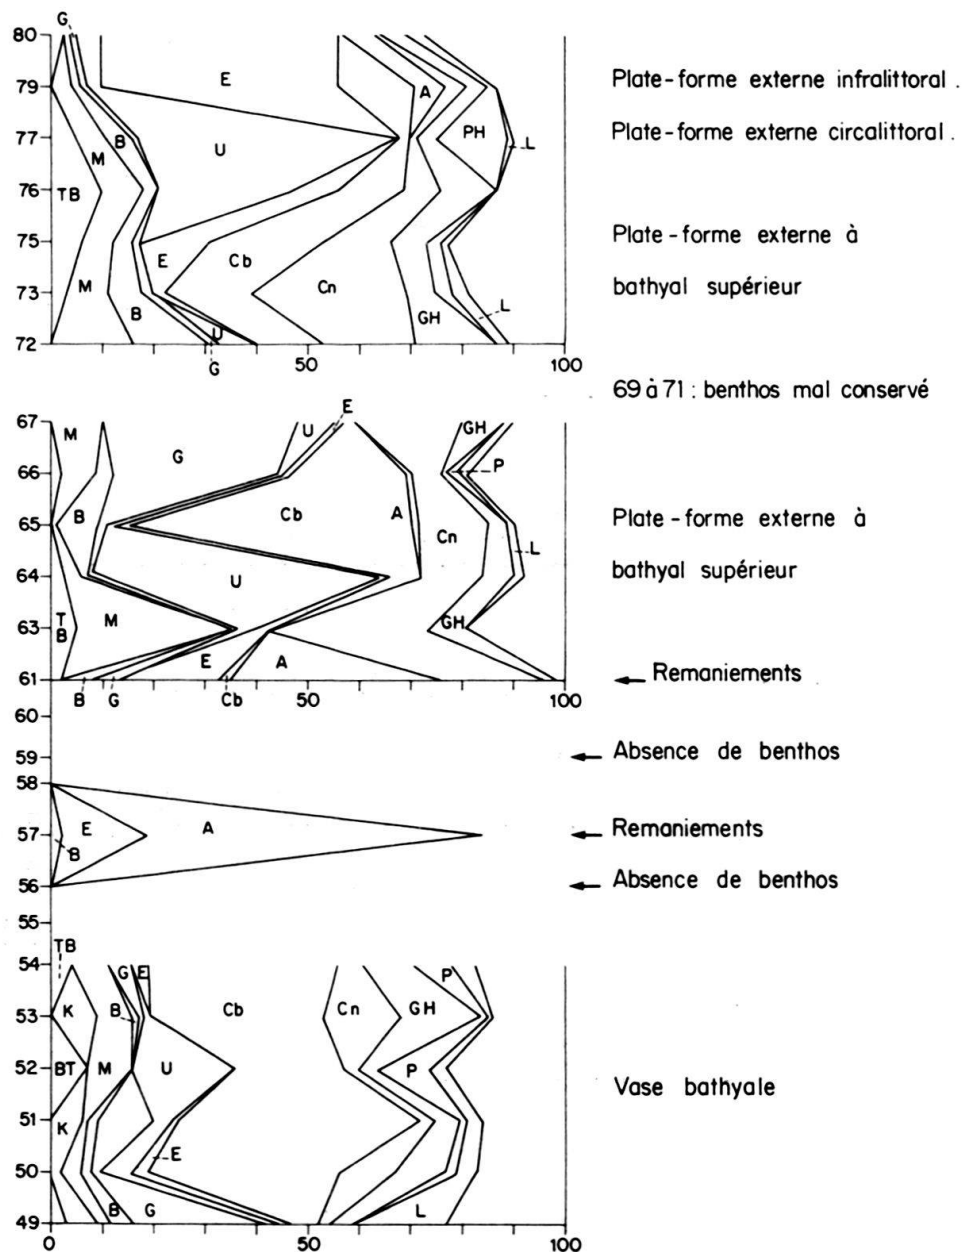 G
80
E
79
A
Plate-forme externe infralittoral.
B
PH
Plate-forme externe circalittoral.
77
U
L
M
76
TB
75
Plate-forme externe à
E
Cb
Cn
M
bathyal supérieur
73
L
B
GH
U
72
G
50
100
69 à 71 : benthos mal conservé
E
67
M
U
GH
G
66
P
B
Cb
A
65
Cn
Plate-forme externe à
L
bathyal supérieur
64
U
T
M
B
63
GH
E
A
Remaniements
61
B
G
Cb
50
100
60
Absence de benthos
59
58
E
A
57
Remaniements
B
Absence de benthos
56
55
TB
54
G
E
P
K
B
Cb
Cn
GH
53
BT
M
U
P
52
Vase bathyale
51
K
E
50
B
G
L
49
0
50
100